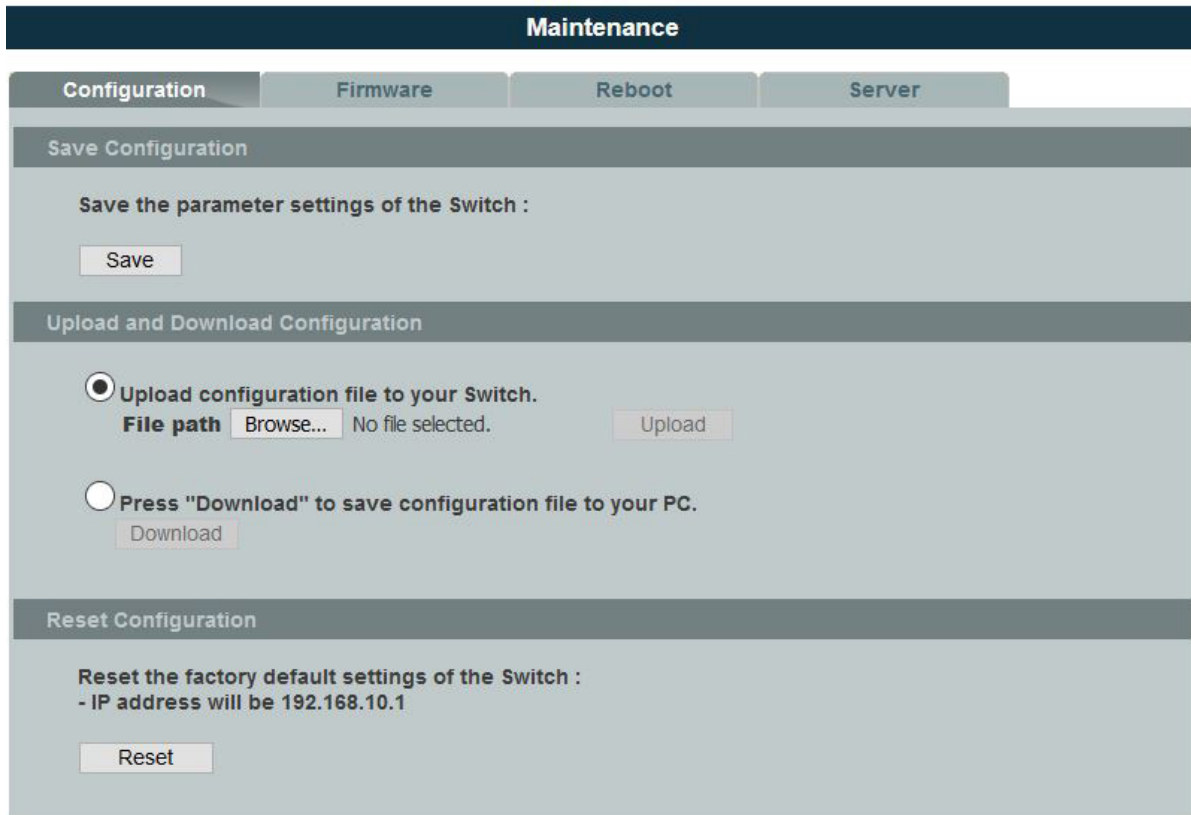 Maintenance
Configuration Firmware Reboot Server
Save Configuration
Save the parameter settings of the Switch :
Save
Upload and Download Configuration
Upload configuration file to your Switch.
File path Browse... No file selected. Upload
Press "Download" to save configuration file to your PC.
Download
Reset Configuration
Reset the factory default settings of the Switch :
- IP address will be 192.168.10.1
Reset